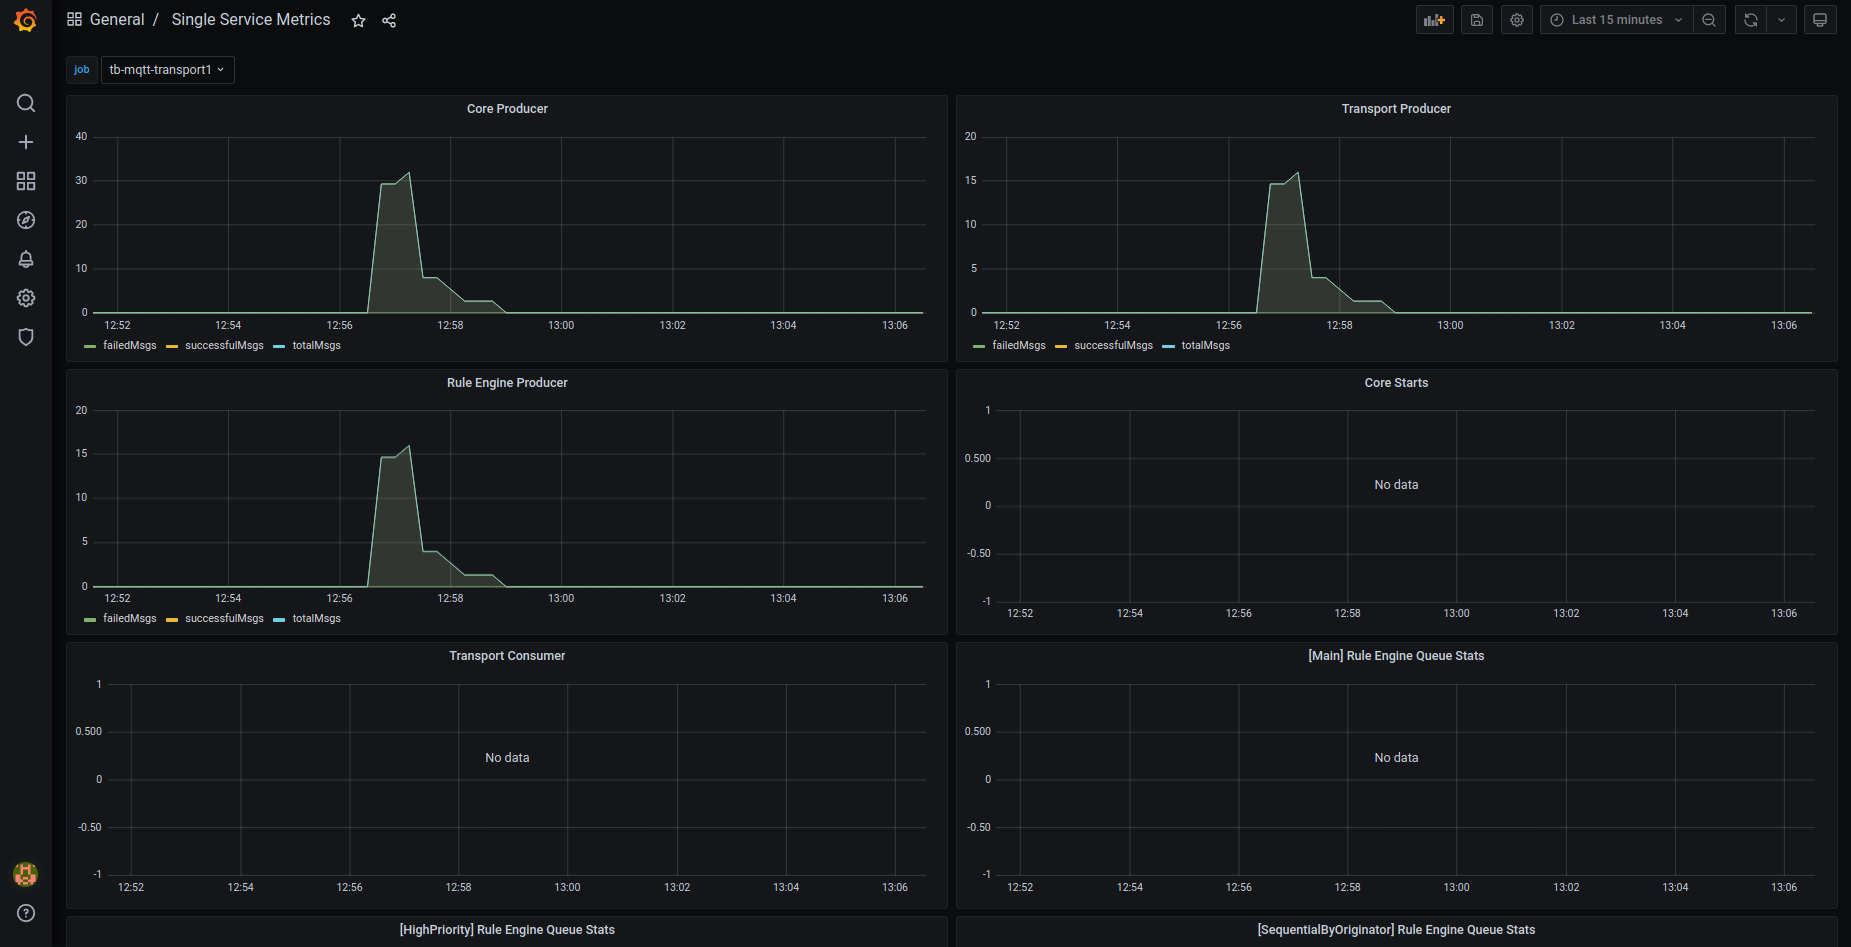 General / Single Service Metrics
Last 15 minutes
job tb-mqtt-transport1
Core Producer
40
30
20
10
0
12:52 12:54 12:56 12:58 13:00 13:02 13:04 13:06
failedMsgs successfulMsgs totalMsgs
Transport Producer
20
15
10
5
0
12:52 12:54 12:56 12:58 13:00 13:02 13:04 13:06
failedMsgs successfulMsgs totalMsgs
Rule Engine Producer
20
15
10
5
0
12:52 12:54 12:56 12:58 13:00 13:02 13:04 13:06
failedMsgs successfulMsgs totalMsgs
Core Starts
1
0.500
No data
0
-0.50
-1
12:52 12:54 12:56 12:58 13:00 13:02 13:04 13:06
Transport Consumer
1
0.500
No data
0
-0.50
-1
12:52 12:54 12:56 12:58 13:00 13:02 13:04 13:06
[Main] Rule Engine Queue Stats
1
0.500
No data
0
-0.50
-1
12:52 12:54 12:56 12:58 13:00 13:02 13:04 13:06
[HighPriority] Rule Engine Queue Stats
[SequentialByOriginator] Rule Engine Queue Stats